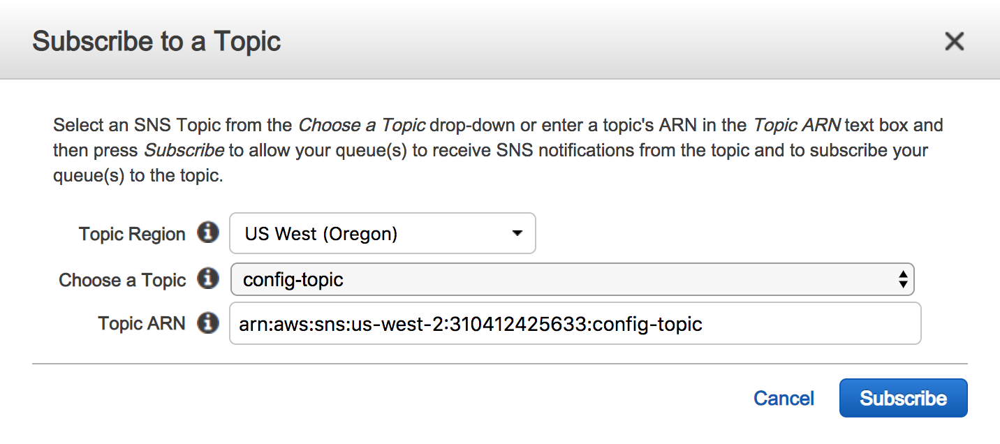 Subscribe to a Topic
Select an SNS Topic from the Choose a Topic drop-down or enter a topic's ARN in the Topic ARN text box and
then press Subscribe to allow your queue(s) to receive SNS notifications from the topic and to subscribe your
queue(s) to the topic.
Topic Region US West (Oregon)
Choose a Topic config-topic
Topic ARN arn:aws:sns:us-west-2:310412425633:config-topic
Cancel Subscribe